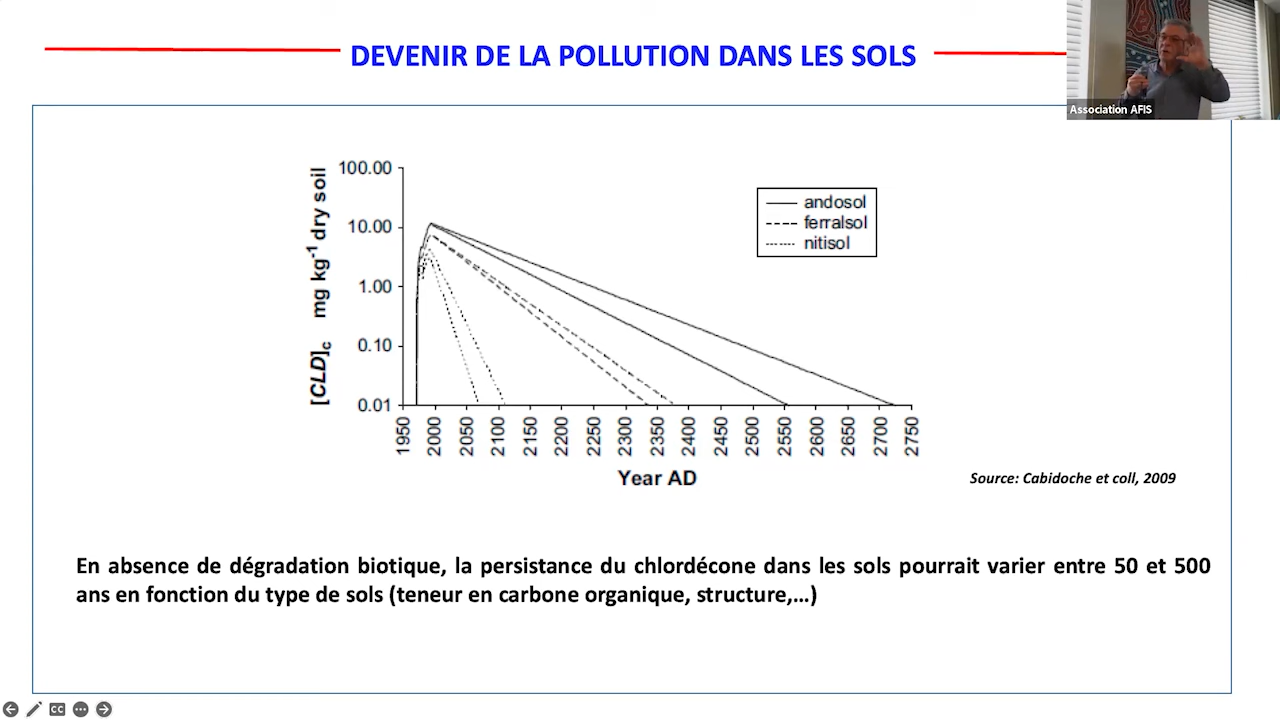 DEVENIR DE LA POLLUTION DANS LES SOLS
Association AFIS
[CLD]c mg kg-1 dry soil
100.00
10.00
1.00
0.10
0.01
andosol
ferralsol
nitisol
1950 2000 2050 2100 2150 2200 2250 2300 2350 2400 2450 2500 2550 2600 2650 2700 2750
Year AD
Source: Cabidoche et coll, 2009
En absence de dégradation biotique, la persistance du chlordécone dans les sols pourrait varier entre 50 et 500
ans en fonction du type de sols (teneur en carbone organique, structure,...)
CC